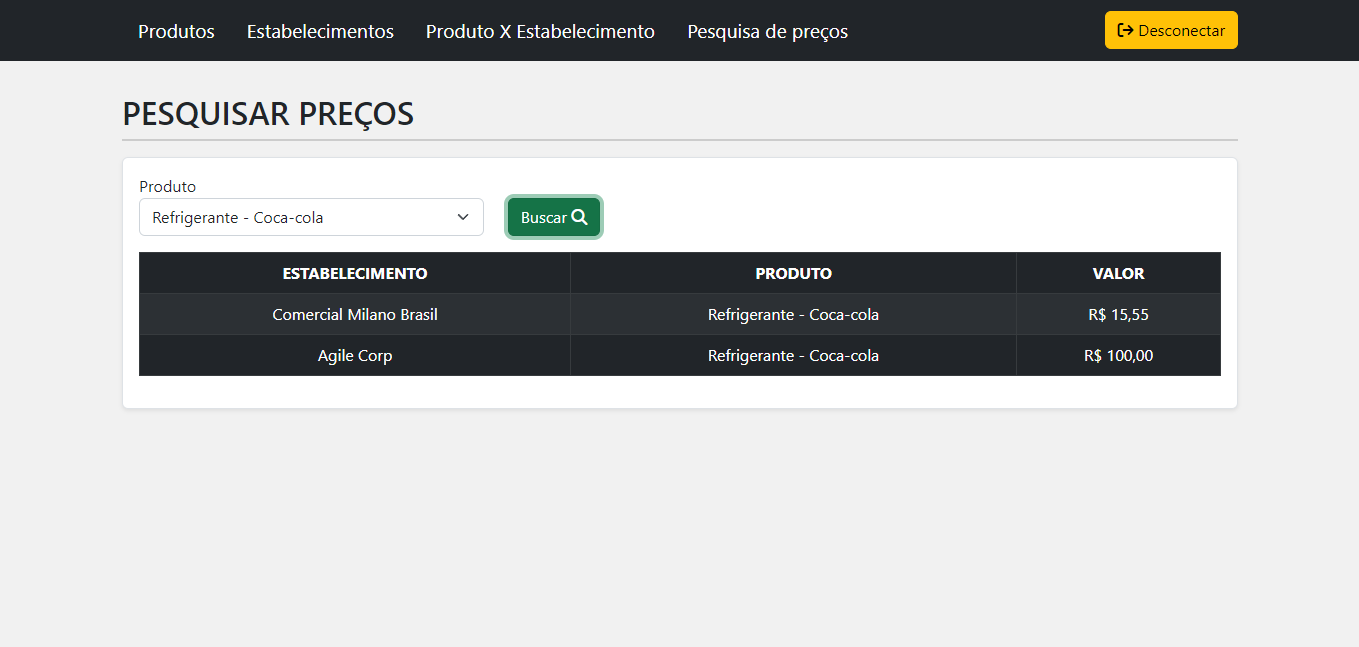 Produtos Estabelecimentos Produto X Estabelecimento Pesquisa de preços Desconectar
PESQUISAR PREÇOS
Produto
Refrigerante - Coca-cola Buscar
ESTABELECIMENTO PRODUTO VALOR
Comercial Milano Brasil Refrigerante - Coca-cola R$ 15,55
Agile Corp Refrigerante - Coca-cola R$ 100,00